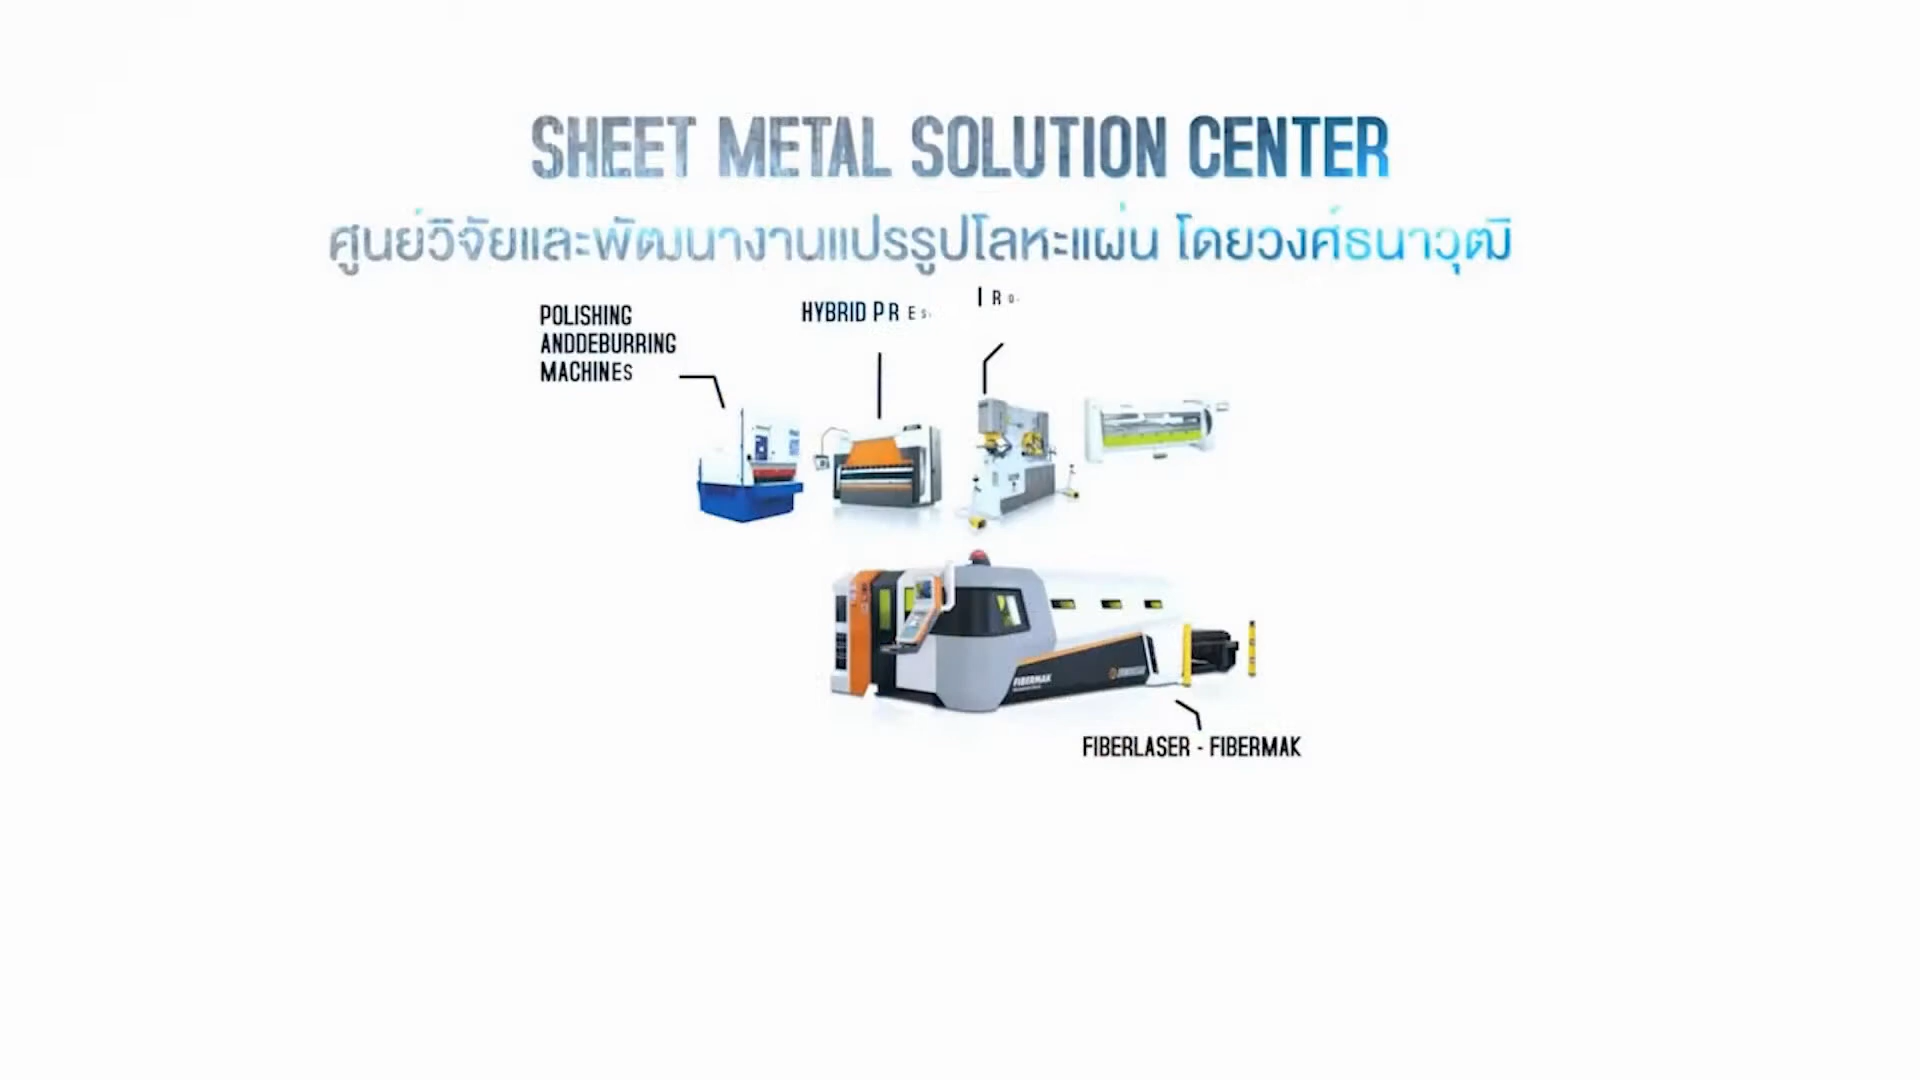 SHEET METAL SOLUTION CENTER
ศูนย์วิจัยและพัฒนางานแปรรูปโลหะแผ่น โดยวงศ์ธนาวุฒิ
POLISHING
ANDDEBURRING
MACHINES
HYBRID PRES
IRO
FIBERMAK
FIBERLASER - FIBERMAK